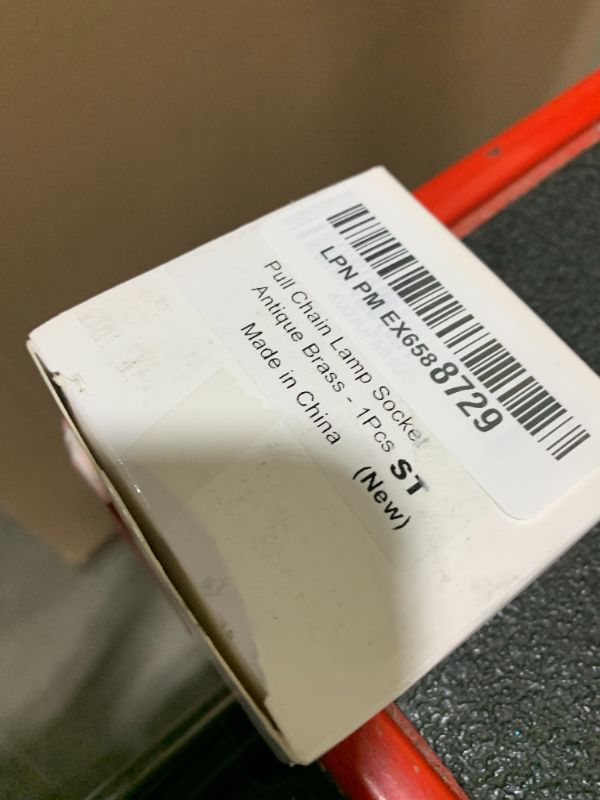 LPN PM EX6588729
Pull Chain Lamp Socket
Antique Brass - 1Pcs ST
Made in China (New)